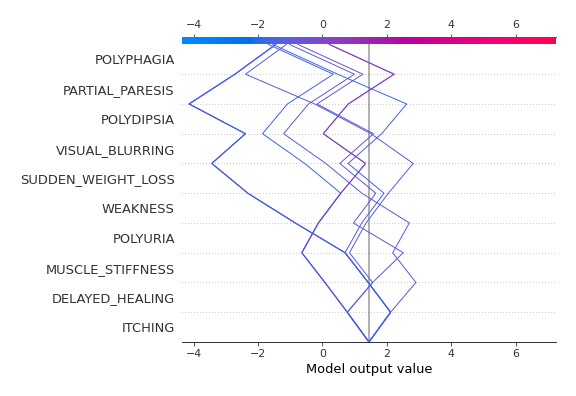 −4 −2 0 2 4 6
POLYPHAGIA
PARTIAL_PARESIS
POLYDIPSIA
VISUAL_BLURRING
SUDDEN_WEIGHT_LOSS
WEAKNESS
POLYURIA
MUSCLE_STIFFNESS
DELAYED_HEALING
ITCHING
−4 −2 0 2 4 6
Model output value